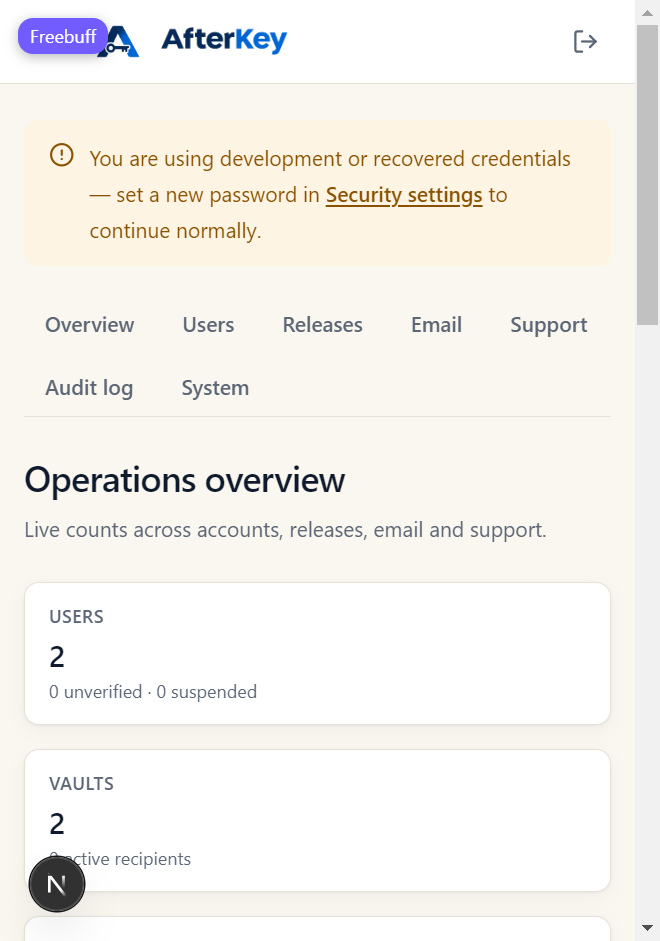 Freebuff
AfterKey
You are using development or recovered credentials
— set a new password in Security settings to
continue normally.
Overview Users Releases Email Support
Audit log System
Operations overview
Live counts across accounts, releases, email and support.
USERS
2
0 unverified · 0 suspended
VAULTS
2
active recipients
N